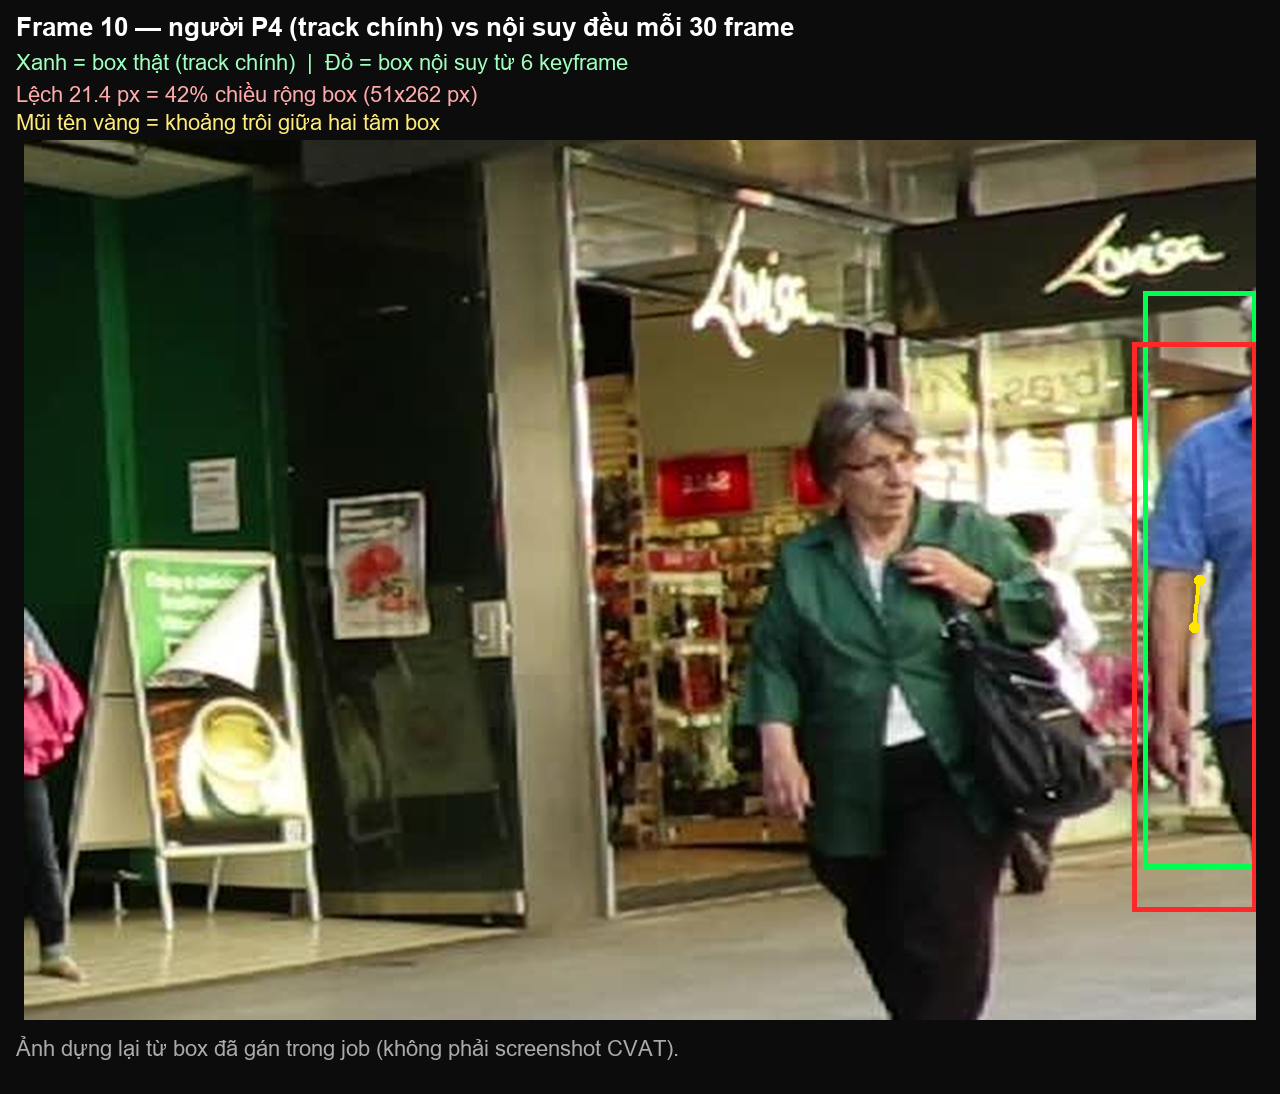 Frame 10 — người P4 (track chính) vs nội suy đều mỗi 30 frame
Xanh = box thật (track chính) | Đỏ = box nội suy từ 6 keyframe
Lệch 21.4 px = 42% chiều rộng box (51x262 px)
Mũi tên vàng = khoảng trôi giữa hai tâm box
Lovisa
Lovisa
Ảnh dựng lại từ box đã gán trong job (không phải screenshot CVAT).